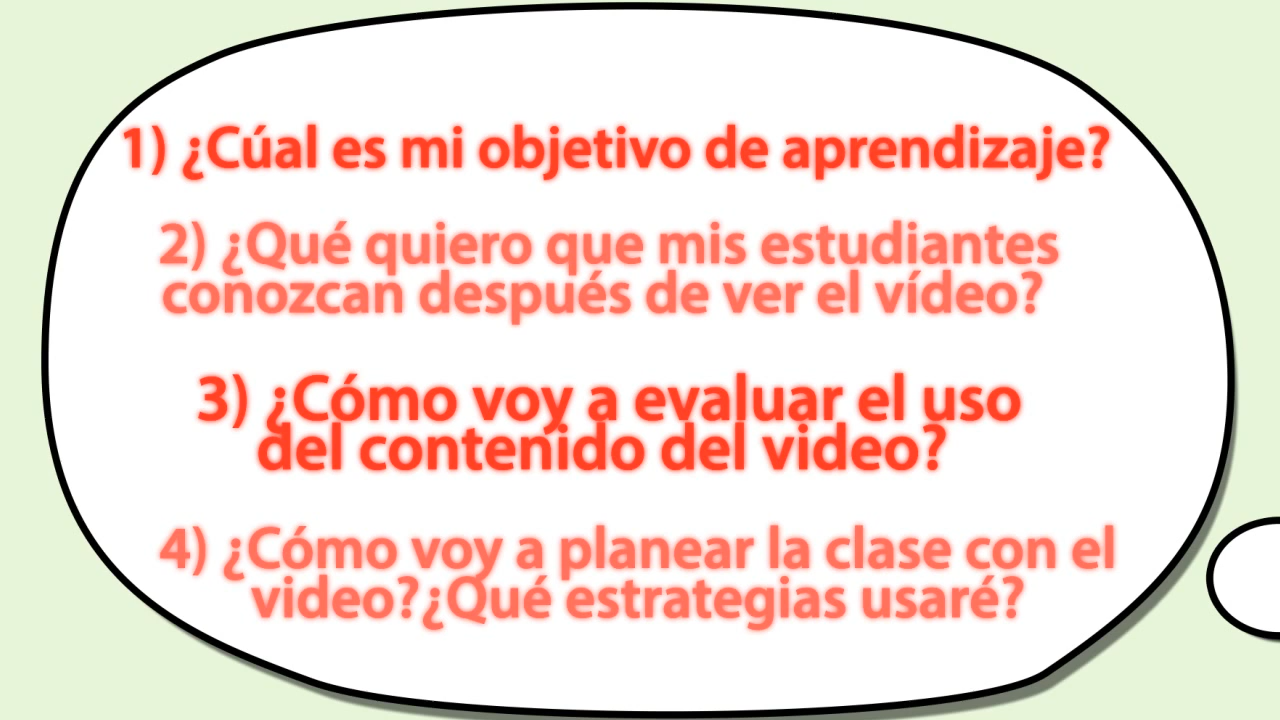 1) ¿Cúal es mi objetivo de aprendizaje?
2) ¿Qué quiero que mis estudiantes
conozcan después de ver el vídeo?
3) ¿Cómo voy a evaluar el uso
del contenido del video?
4) ¿Cómo voy a planear la clase con el
video?¿Qué estrategias usaré?